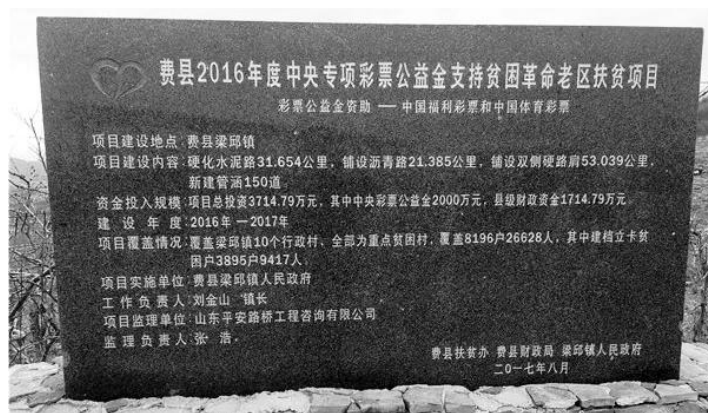 费县2016年度中央专项彩票公益金支持贫困革命老区扶贫项目
彩票公益金资助 — 中国福利彩票和中国体育彩票
项目建设地点：费县梁邱镇
项目建设内容：硬化水泥路31.654公里，铺设沥青路21.385公里，铺设双侧硬路肩53.039公里，
新建管涵150道
资金投入规模：项目总投资3714.79万元，其中中央彩票公益金2000万元，县级财政资金1714.79万元
建设年度：2016年—2017年
项目覆盖情况：覆盖梁邱镇10个行政村、全部为重点贫困村，覆盖8196户26628人，其中建档立卡贫
困户3895户9417人
项目实施单位：费县梁邱镇人民政府
工作负责人：刘金山 镇长
项目监理单位：山东平安路桥工程咨询有限公司
监理负责人：张浩
费县扶贫办 费县财政局 梁邱镇人民政府
二〇一七年八月